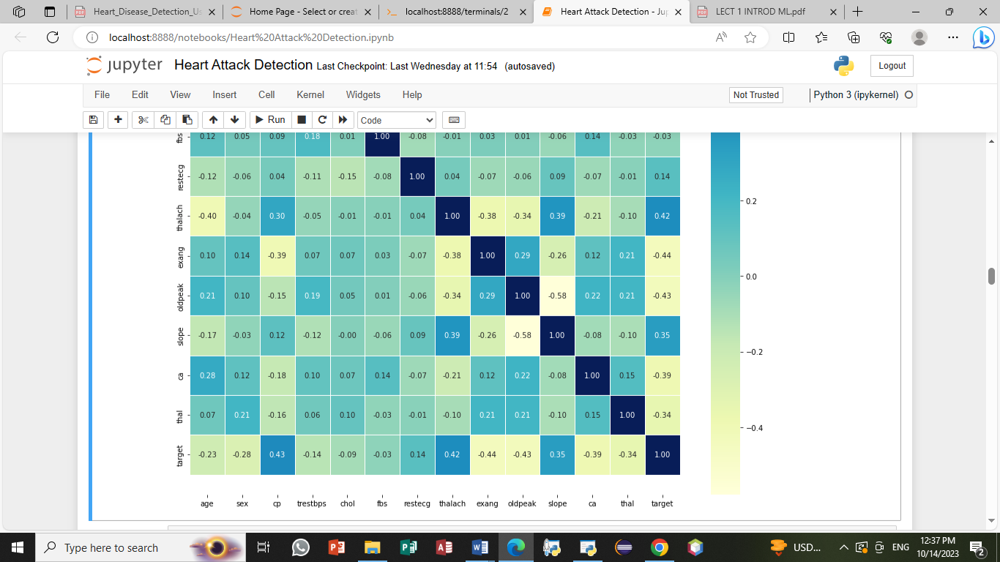 Heart_Disease_Detection_Us
Home Page - Select or creat
localhost:8888/terminals/2
Heart Attack Detection - Jup
LECT 1 INTROD ML.pdf
localhost:8888/notebooks/Heart%20Attack%20Detection.ipynb
jupyter Heart Attack Detection Last Checkpoint: Last Wednesday at 11:54 (autosaved)
Logout
File Edit View Insert Cell Kernel Widgets Help
Not Trusted
Python 3 (ipykernel)
Run
Code
fbs 0.12 0.05 0.09 0.18 0.01 1.00 -0.08 -0.01 0.03 0.01 -0.06 0.14 -0.03 -0.03
restecg -0.12 -0.06 0.04 -0.11 -0.15 -0.08 1.00 0.04 -0.07 -0.06 0.09 -0.07 -0.01 0.14
0.2
thalach -0.40 -0.04 0.30 -0.05 -0.01 -0.01 0.04 1.00 -0.38 -0.34 0.39 -0.21 -0.10 0.42
exang 0.10 0.14 -0.39 0.07 0.07 0.03 -0.07 -0.38 1.00 0.29 -0.26 0.12 0.21 -0.44
0.0
oldpeak 0.21 0.10 -0.15 0.19 0.05 0.01 -0.06 -0.34 0.29 1.00 -0.58 0.22 0.21 -0.43
slope -0.17 -0.03 0.12 -0.12 -0.00 -0.06 0.09 0.39 -0.26 -0.58 1.00 -0.08 -0.10 0.35
-0.2
ca 0.28 0.12 -0.18 0.10 0.07 0.14 -0.07 -0.21 0.12 0.22 -0.08 1.00 0.15 -0.39
thal 0.07 0.21 -0.16 0.06 0.10 -0.03 -0.01 -0.10 0.21 0.21 -0.10 0.15 1.00 -0.34
-0.4
target -0.23 -0.28 0.43 -0.14 -0.09 -0.03 0.14 0.42 -0.44 -0.43 0.35 -0.39 -0.34 1.00
age sex cp trestbps chol fbs restecg thalach exang oldpeak slope ca thal target
Type here to search
USD...
ENG
12:37 PM
10/14/2023
2